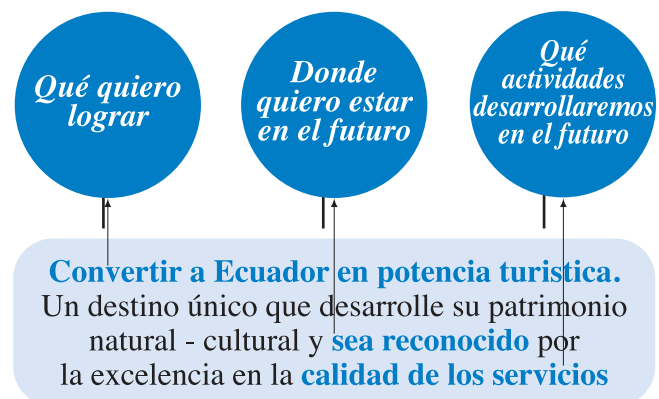 Qué quiero
lograr
Donde
quiero estar
en el futuro
Qué
actividades
desarrollaremos
en el futuro
Convertir a Ecuador en potencia turistica.
Un destino único que desarrolle su patrimonio
natural - cultural y sea reconocido por
la excelencia en la calidad de los servicios